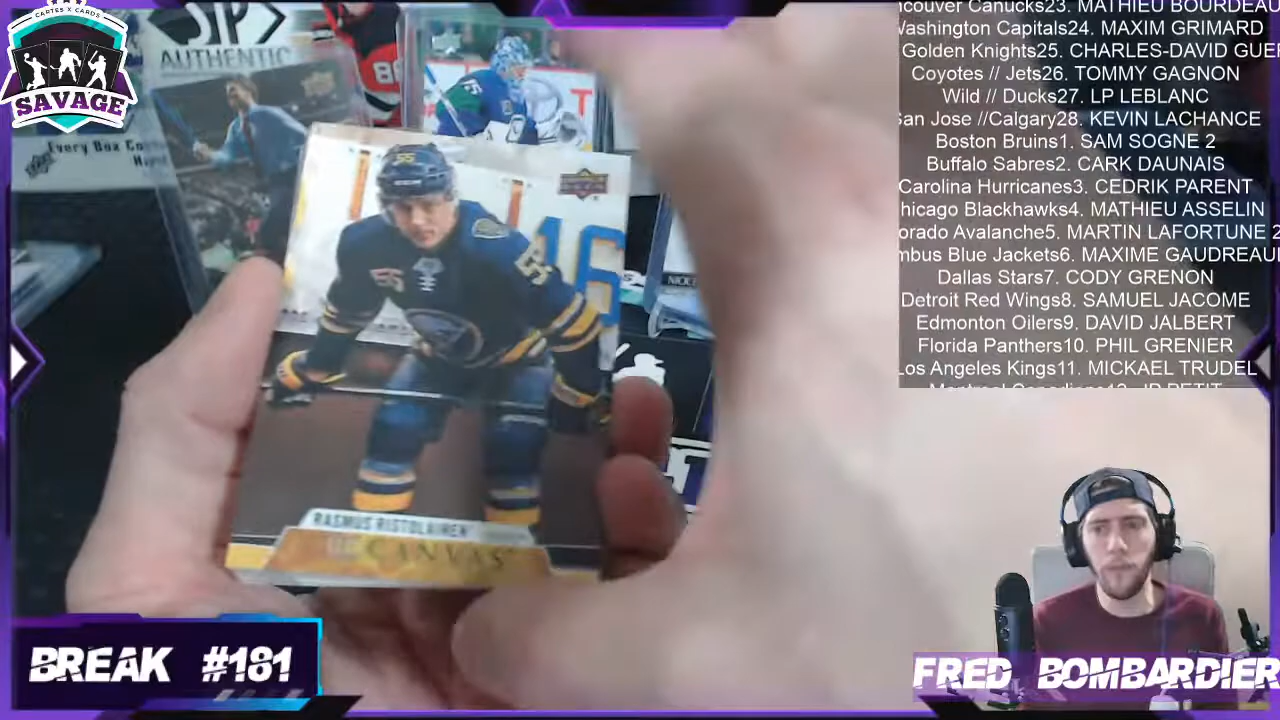 CARTES X CARDS
SAVAGE
SP
AUTHENTIC
Every Box
55
55
RASMUS RISTOLAINEN
CANVAS
BREAK #181
ncouver Canucks23. MATHIEU BOURDEAU
Washington Capitals24. MAXIM GRIMARD
Golden Knights25. CHARLES-DAVID GUE
Coyotes // Jets26. TOMMY GAGNON
Wild // Ducks27. LP LEBLANC
San Jose //Calgary28. KEVIN LACHANCE
Boston Bruins1. SAM SOGNE 2
Buffalo Sabres2. CARK DAUNAIS
Carolina Hurricanes3. CEDRIK PARENT
hicago Blackhawks4. MATHIEU ASSELIN
orado Avalanche5. MARTIN LAFORTUNE 2
mbus Blue Jackets6. MAXIME GAUDREAU
Dallas Stars7. CODY GRENON
Detroit Red Wings8. SAMUEL JACOME
Edmonton Oilers9. DAVID JALBERT
Florida Panthers10. PHIL GRENIER
Los Angeles Kings11. MICKAEL TRUDEL
FRED BOMBARDIER